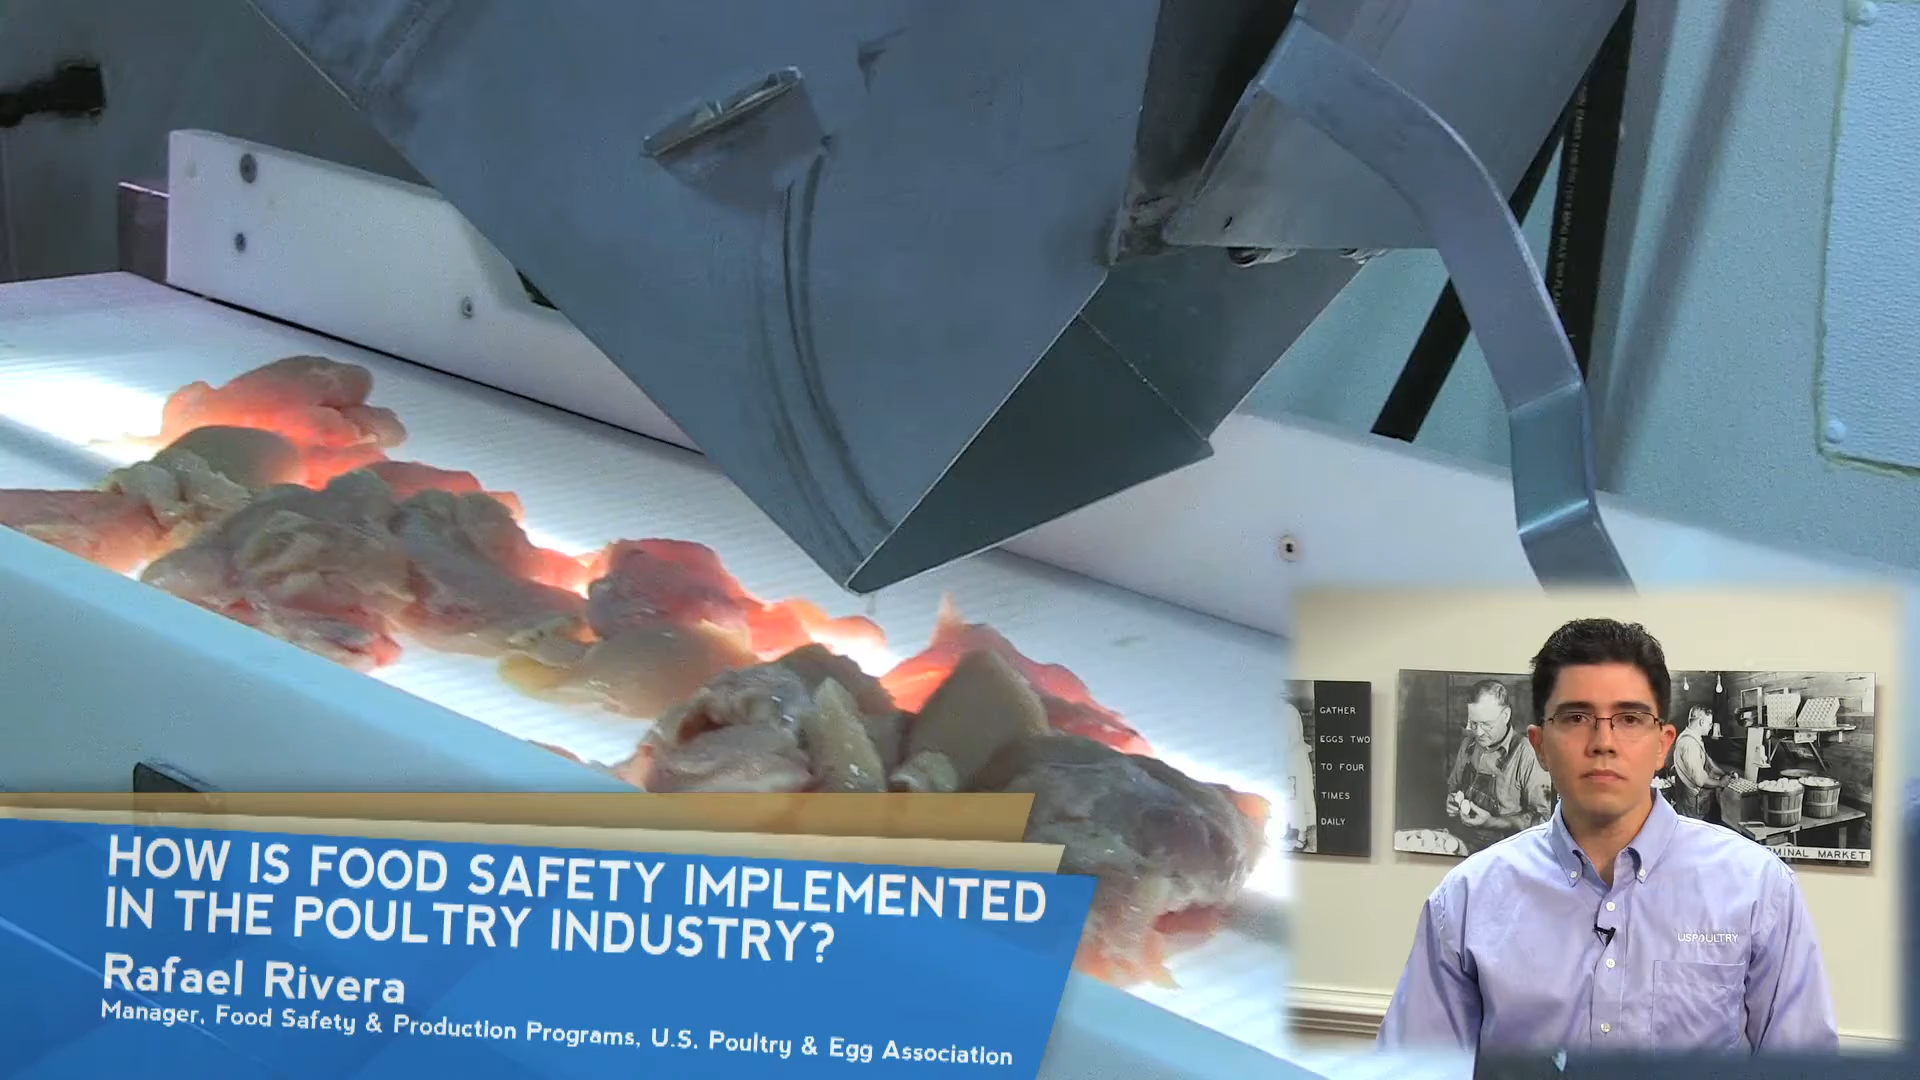 GATHER
EGGS TWO
TO FOUR
TIMES
DAILY
MINAL MARKET
USPOULTRY
HOW IS FOOD SAFETY IMPLEMENTED
IN THE POULTRY INDUSTRY?
Rafael Rivera
Manager, Food Safety & Production Programs, U.S. Poultry & Egg Association